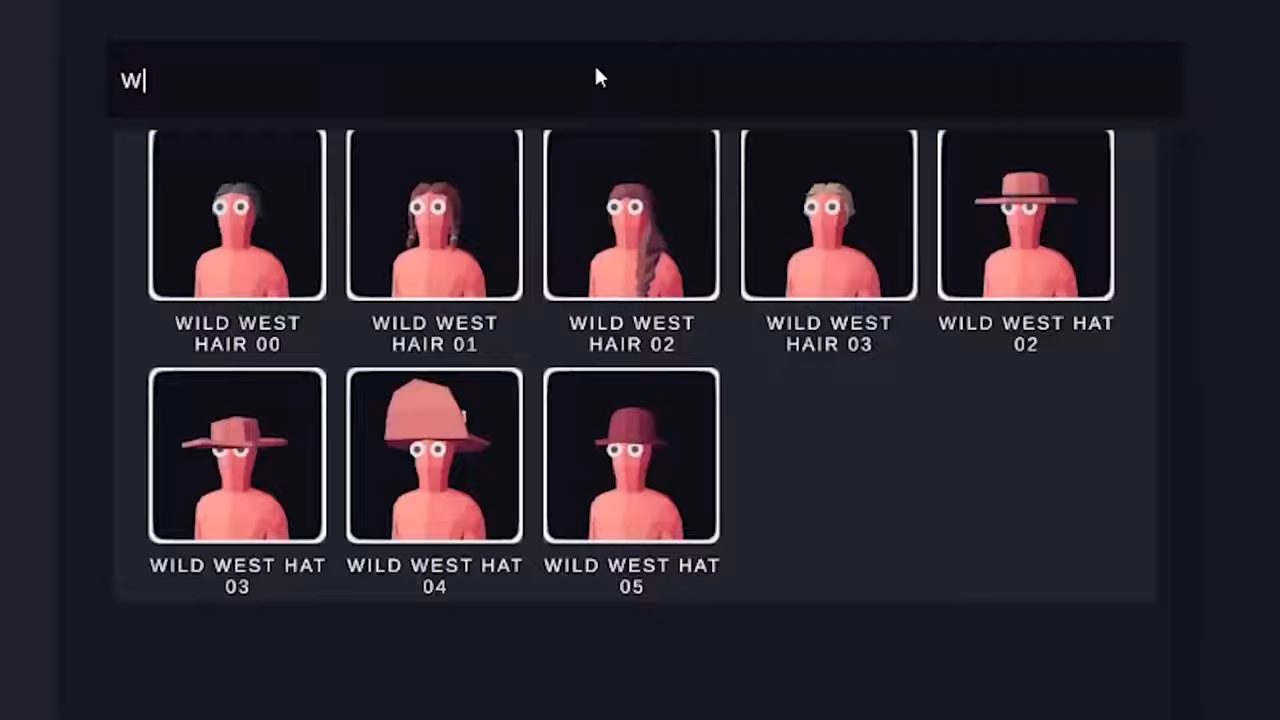 W
WILD WEST
HAIR 00
WILD WEST
HAIR 01
WILD WEST
HAIR 02
WILD WEST
HAIR 03
WILD WEST HAT
02
WILD WEST HAT
03
WILD WEST HAT
04
WILD WEST HAT
05